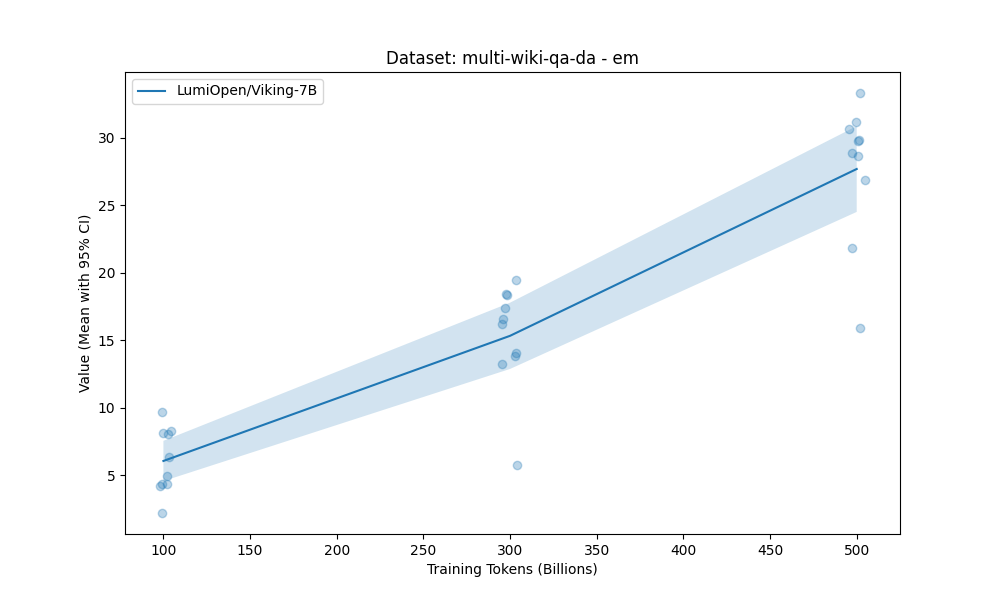 Dataset: multi-wiki-qa-da - em
LumiOpen/Viking-7B
Value (Mean with 95% CI)
30
25
20
15
10
5
100 150 200 250 300 350 400 450 500
Training Tokens (Billions)